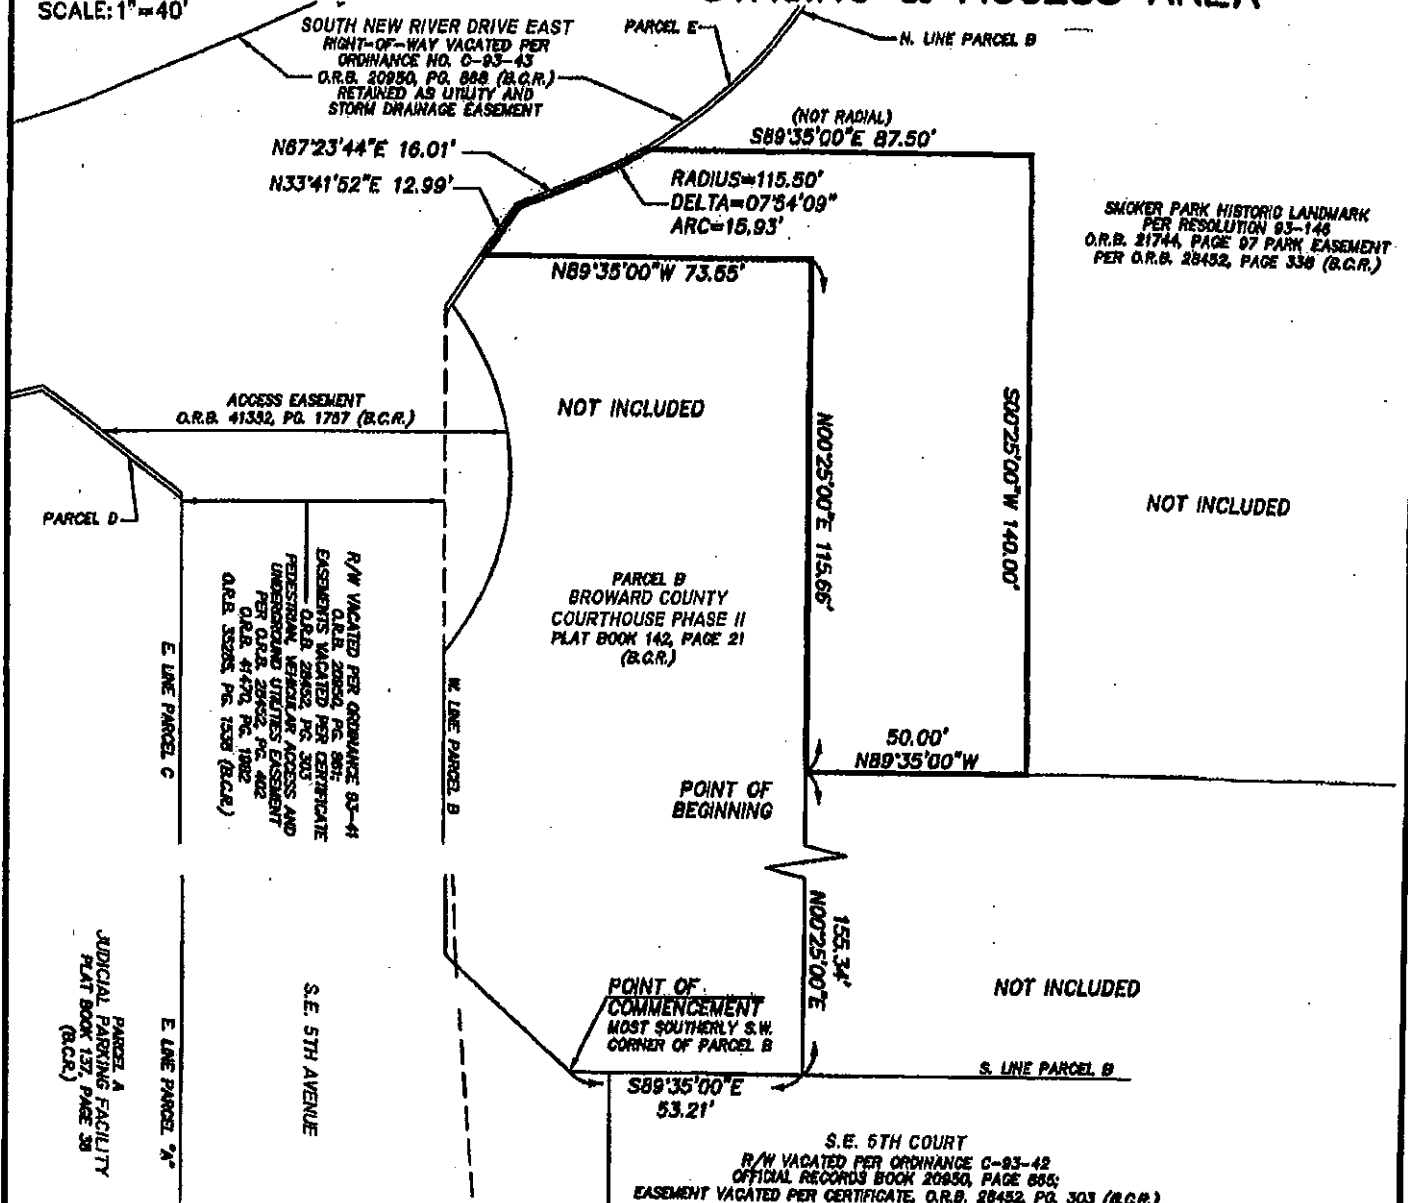 SCALE: 1"=40'
SOUTH NEW RIVER DRIVE EAST
RIGHT-OF-WAY VACATED PER
ORDINANCE NO. C-93-43
O.R.B. 20950, PG. 868 (B.C.R.)
RETAINED AS UTILITY AND
STORM DRAINAGE EASEMENT
PARCEL E
N. LINE PARCEL B
(NOT RADIAL)
S89°35'00"E 87.50'
N67°23'44"E 16.01'
N33°41'52"E 12.99'
RADIUS=115.50'
DELTA=07°54'09"
ARC=15.93'
SMOKER PARK HISTORIC LANDMARK
PER RESOLUTION 93-146
O.R.B. 21744, PAGE 97 PARK EASEMENT
PER O.R.B. 28452, PAGE 336 (B.C.R.)
N89°35'00"W 73.65'
ACCESS EASEMENT
O.R.B. 41332, PG. 1757 (B.C.R.)
NOT INCLUDED
N00°25'00"E 115.66'
S00°25'00"W 140.00'
NOT INCLUDED
PARCEL D
PARCEL B
BROWARD COUNTY
COURTHOUSE PHASE II
PLAT BOOK 142, PAGE 21
(B.C.R.)
R/W VACATED PER ORDINANCE 93-41
O.R.B. 20950, PG. 861;
EASEMENTS VACATED PER CERTIFICATE
O.R.B. 28452, PG. 303
PEDESTRIAN, VEHICULAR ACCESS AND
UNDERGROUND UTILITIES EASEMENT
PER O.R.B. 28452, PG. 402
O.R.B. 41470, PG. 1982
O.R.B. 35285, PG. 1538 (B.C.R.)
E. LINE PARCEL C
W. LINE PARCEL B
50.00'
N89°35'00"W
POINT OF
BEGINNING
155.34'
N00°25'00"E
NOT INCLUDED
POINT OF
COMMENCEMENT
MOST SOUTHERLY S.W.
CORNER OF PARCEL B
S89°35'00"E
53.21'
S. LINE PARCEL B
S.E. 5TH AVENUE
E. LINE PARCEL "A"
PARCEL A
JUDICIAL PARKING FACILITY
PLAT BOOK 137, PAGE 38
(B.C.R.)
S.E. 6TH COURT
R/W VACATED PER ORDINANCE C-93-42
OFFICIAL RECORDS BOOK 20950, PAGE 865;
EASEMENT VACATED PER CERTIFICATE, O.R.B. 28452, PG. 303 (B.C.R.)